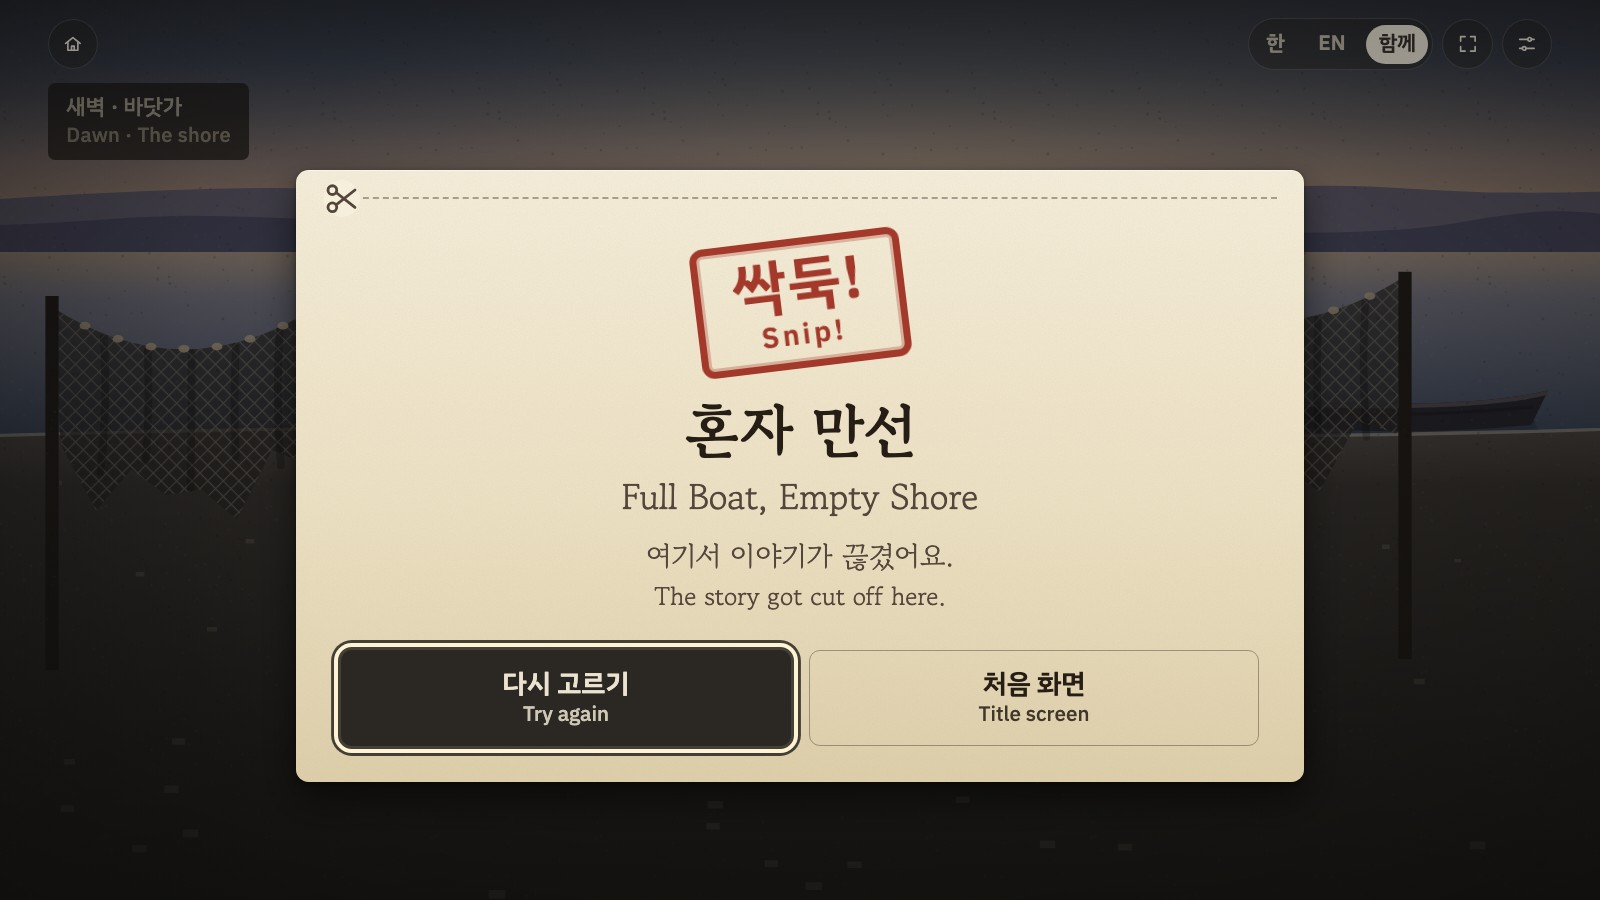 한 EN 함께
새벽 · 바닷가
Dawn · The shore
싹둑!
Snip!
혼자 만선
Full Boat, Empty Shore
여기서 이야기가 끊겼어요.
The story got cut off here.
다시 고르기
Try again
처음 화면
Title screen